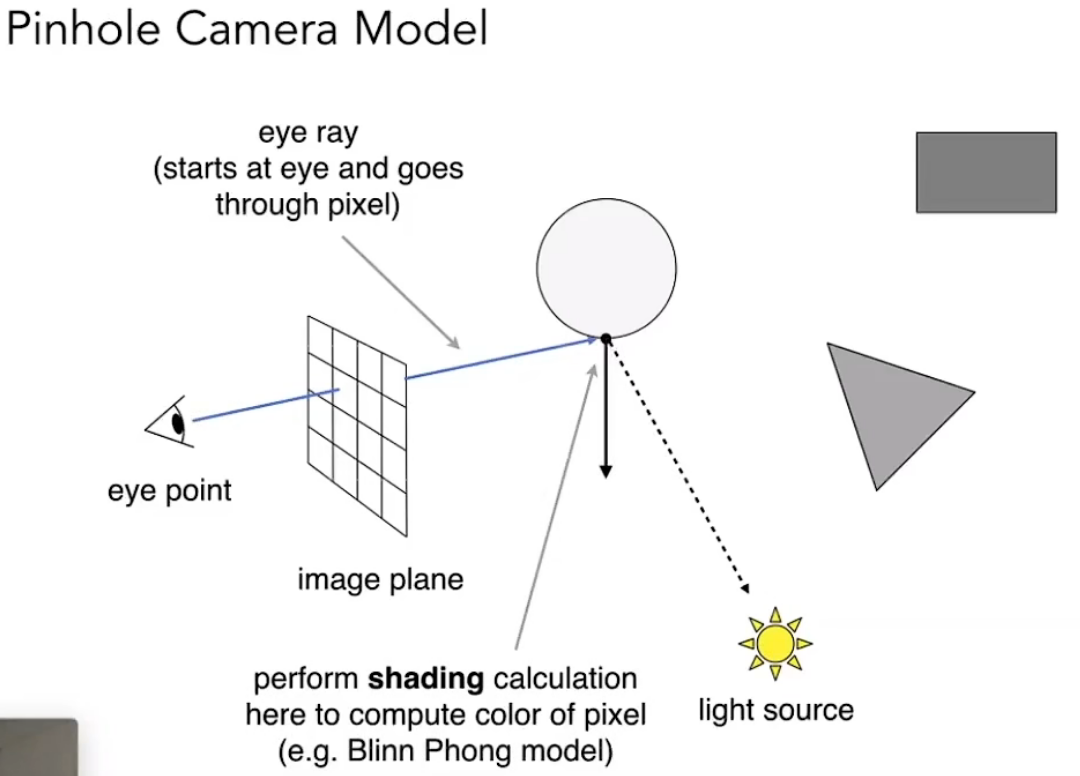 Pinhole Camera Model
eye ray
(starts at eye and goes
through pixel)
eye point
image plane
perform shading calculation
here to compute color of pixel
(e.g. Blinn Phong model)
light source